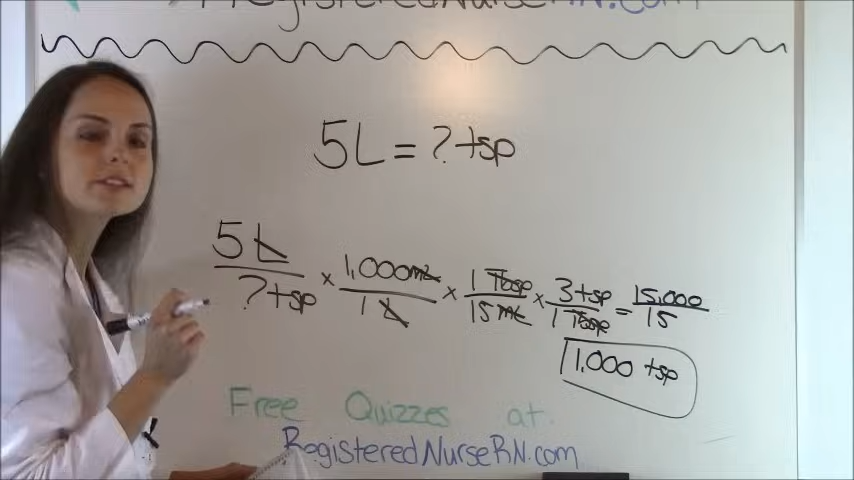 RegisteredNurseRN.com
5L = ? tsp
5 L / ? tsp x 1,000 mL / 1 L x 1 Tbsp / 15 mL x 3 tsp / 1 Tbsp = 15,000 / 15
1,000 tsp
Free Quizzes at
RegisteredNurseRN.com